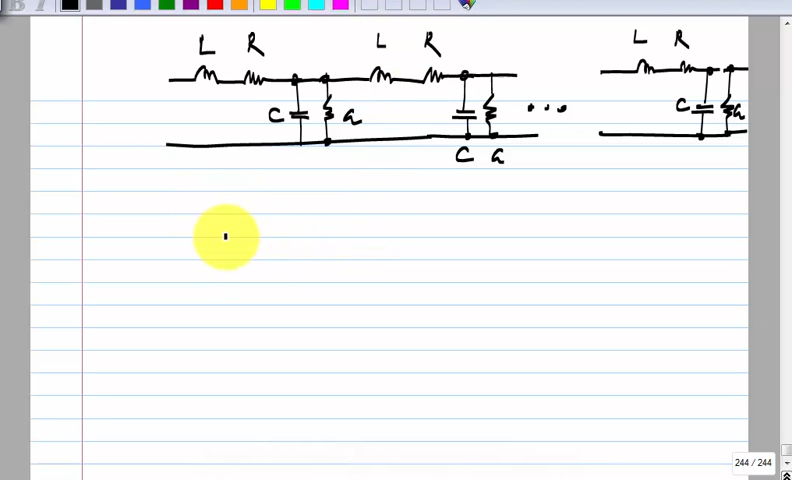 B I
L R L R L R
C G C G
C G
244 / 244